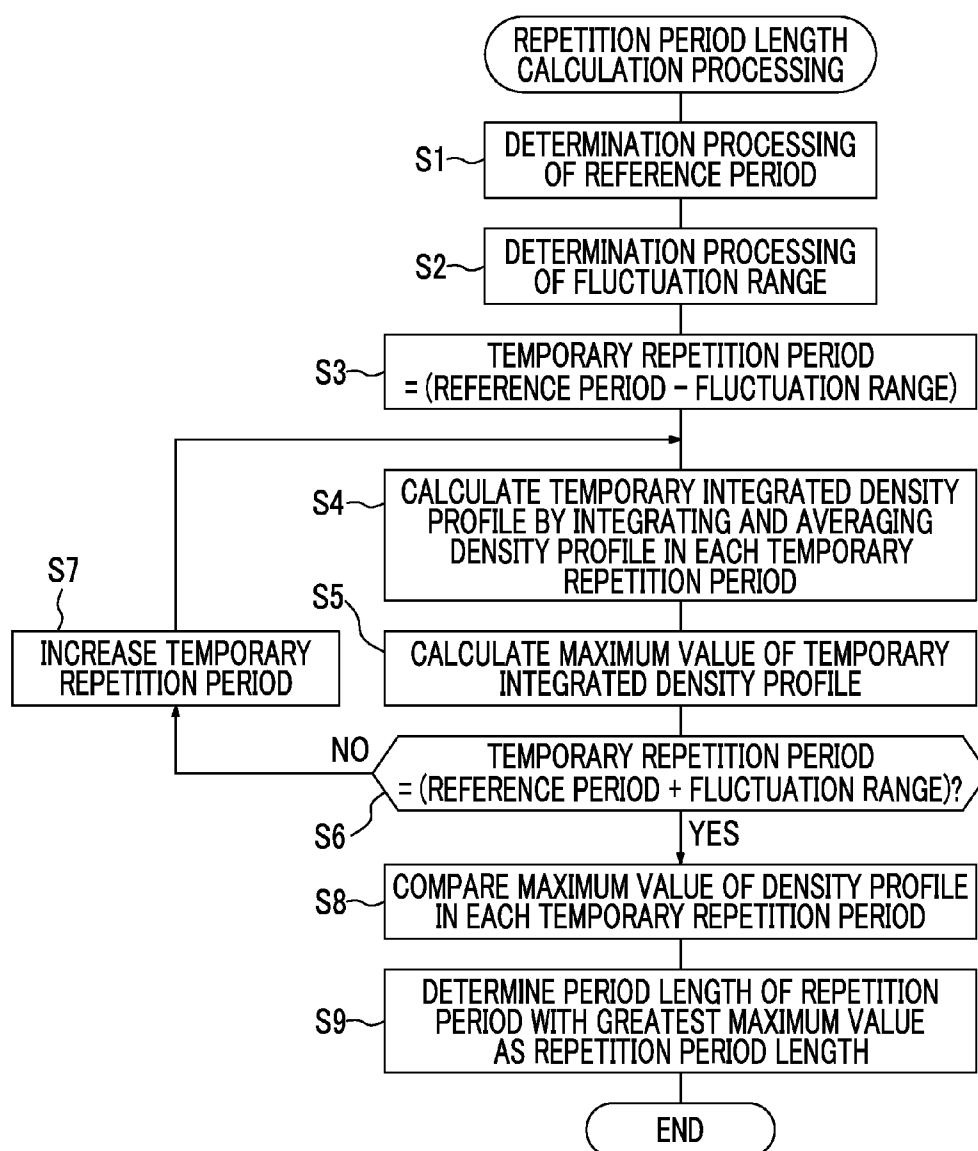 REPETITION PERIOD LENGTH
CALCULATION PROCESSING
S1
DETERMINATION PROCESSING
OF REFERENCE PERIOD
S2
DETERMINATION PROCESSING
OF FLUCTUATION RANGE
S3
TEMPORARY REPETITION PERIOD
= (REFERENCE PERIOD - FLUCTUATION RANGE)
S4
CALCULATE TEMPORARY INTEGRATED DENSITY
PROFILE BY INTEGRATING AND AVERAGING
DENSITY PROFILE IN EACH TEMPORARY
REPETITION PERIOD
S5
CALCULATE MAXIMUM VALUE OF TEMPORARY
INTEGRATED DENSITY PROFILE
S7
INCREASE TEMPORARY
REPETITION PERIOD
NO
TEMPORARY REPETITION PERIOD
= (REFERENCE PERIOD + FLUCTUATION RANGE)?
S6
YES
S8
COMPARE MAXIMUM VALUE OF DENSITY PROFILE
IN EACH TEMPORARY REPETITION PERIOD
S9
DETERMINE PERIOD LENGTH OF REPETITION
PERIOD WITH GREATEST MAXIMUM VALUE
AS REPETITION PERIOD LENGTH
END